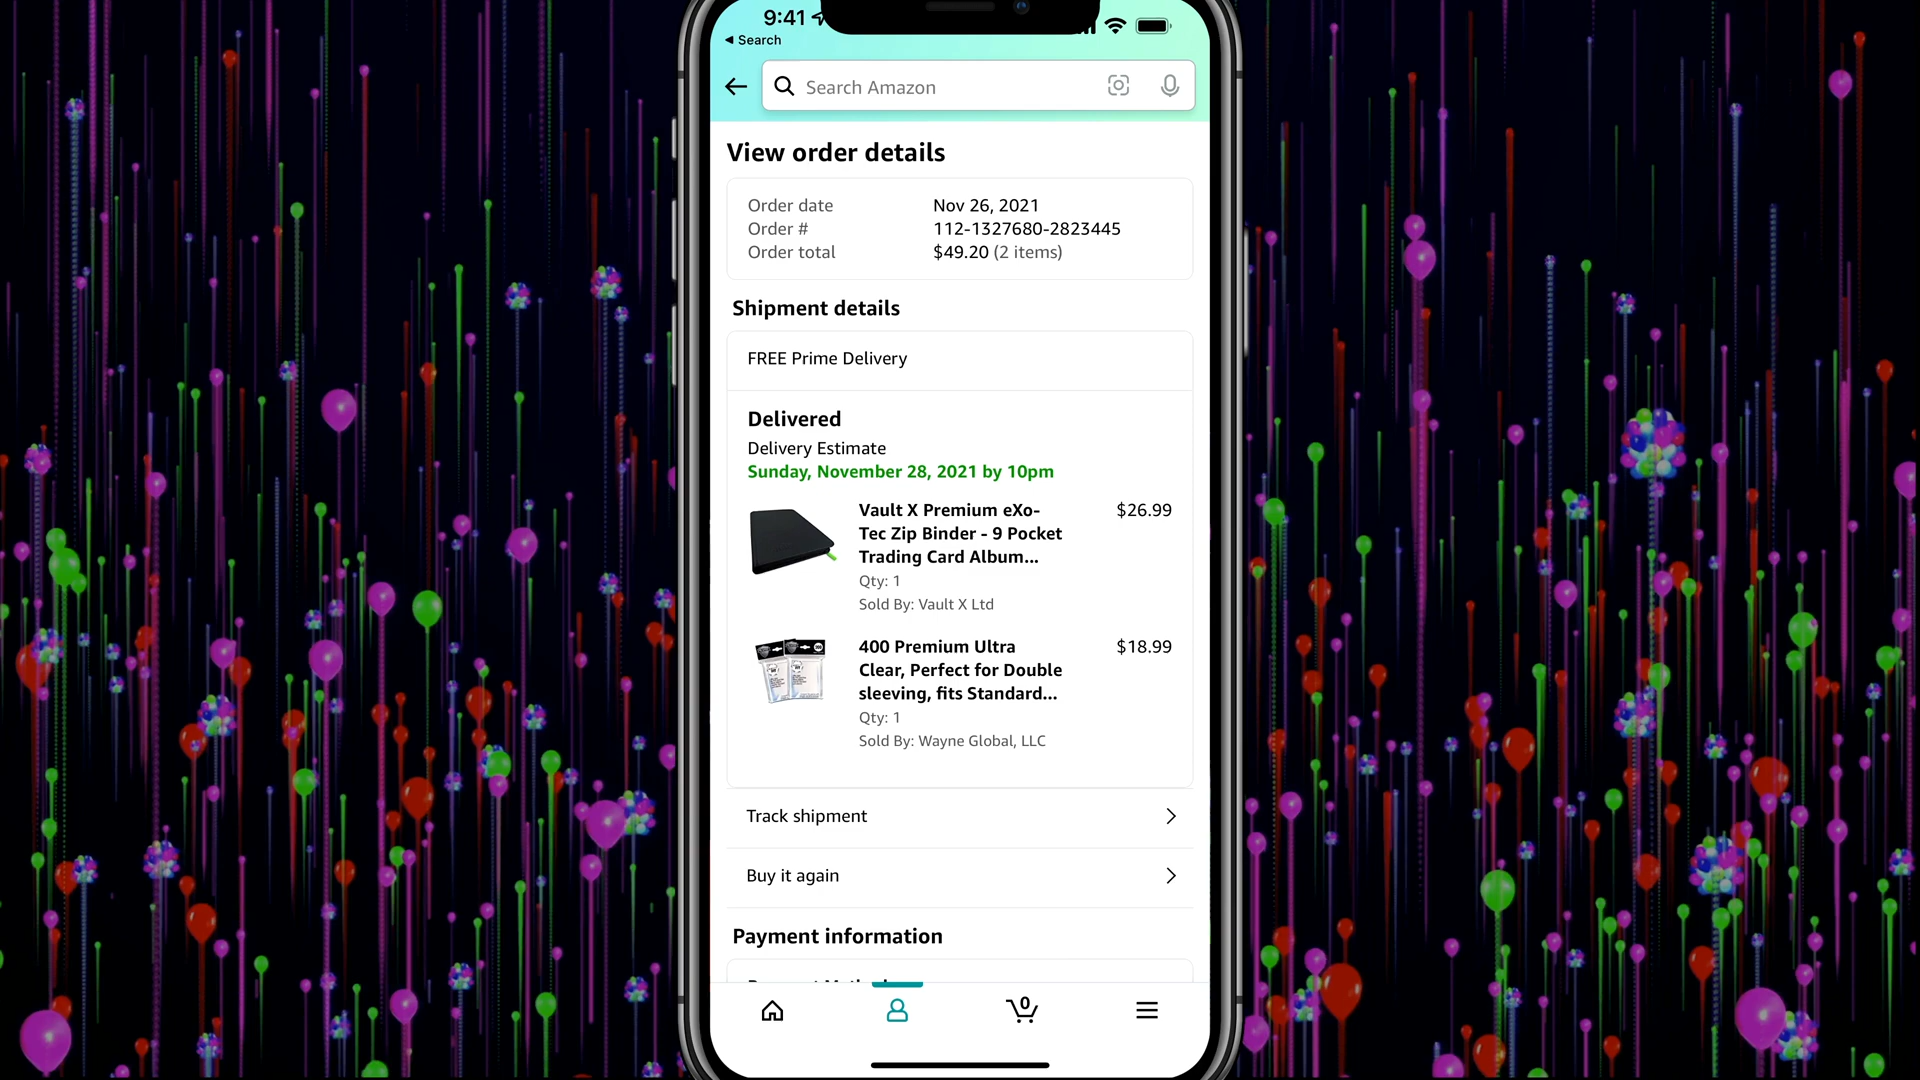 9:41
Search
Search Amazon
View order details
Order date Nov 26, 2021
Order # 112-1327680-2823445
Order total $49.20 (2 items)
Shipment details
FREE Prime Delivery
Delivered
Delivery Estimate
Sunday, November 28, 2021 by 10pm
Vault X Premium eXo-
Tec Zip Binder - 9 Pocket
Trading Card Album...
$26.99
Qty: 1
Sold By: Vault X Ltd
400 Premium Ultra
Clear, Perfect for Double
sleeving, fits Standard...
$18.99
Qty: 1
Sold By: Wayne Global, LLC
Track shipment
Buy it again
Payment information
0